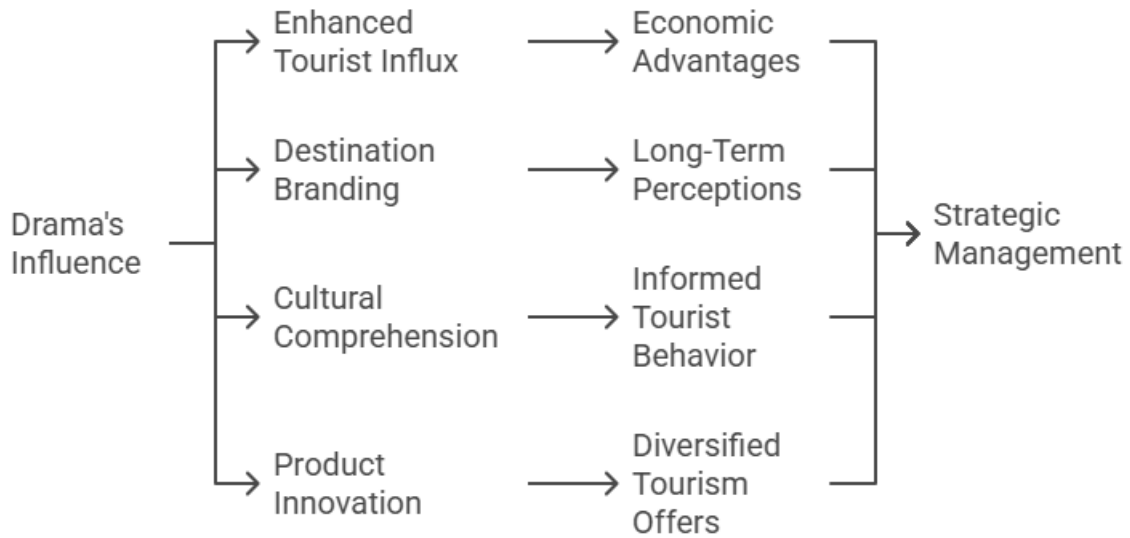 Drama's
Influence
Enhanced
Tourist Influx
Destination
Branding
Cultural
Comprehension
Product
Innovation
Economic
Advantages
Long-Term
Perceptions
Informed
Tourist
Behavior
Diversified
Tourism
Offers
Strategic
Management